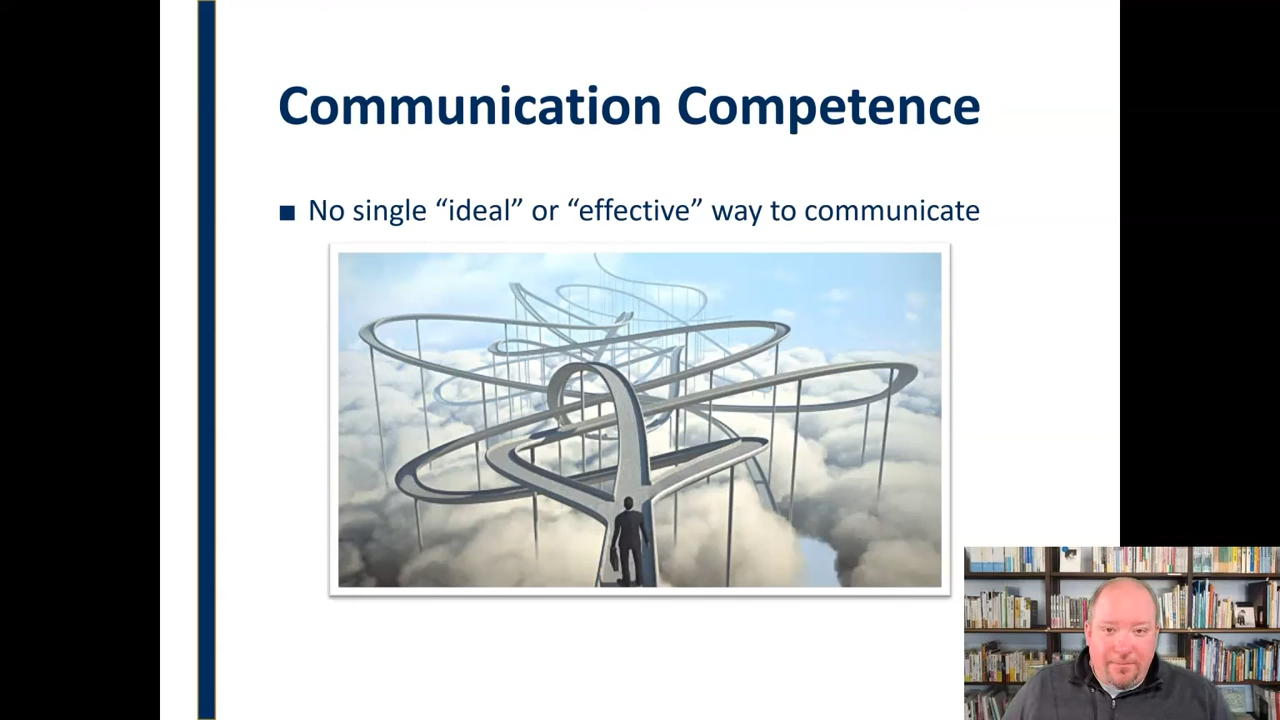 Communication Competence
■ No single “ideal” or “effective” way to communicate